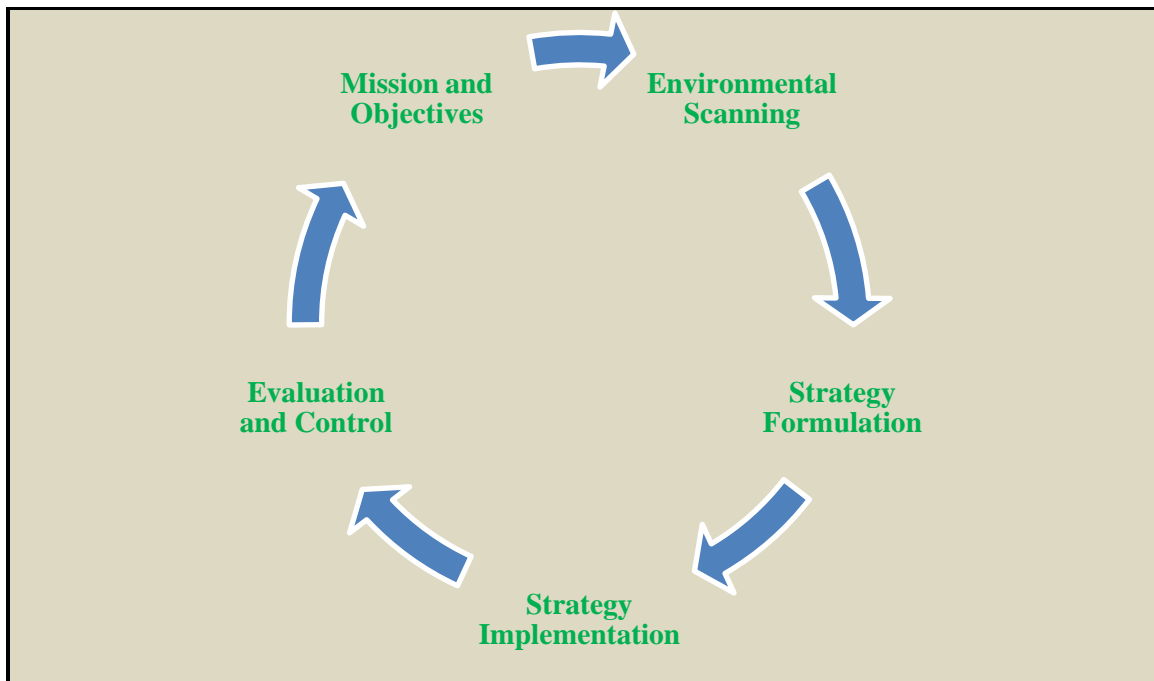 Mission and
Objectives
Environmental
Scanning
Strategy
Formulation
Strategy
Implementation
Evaluation
and Control